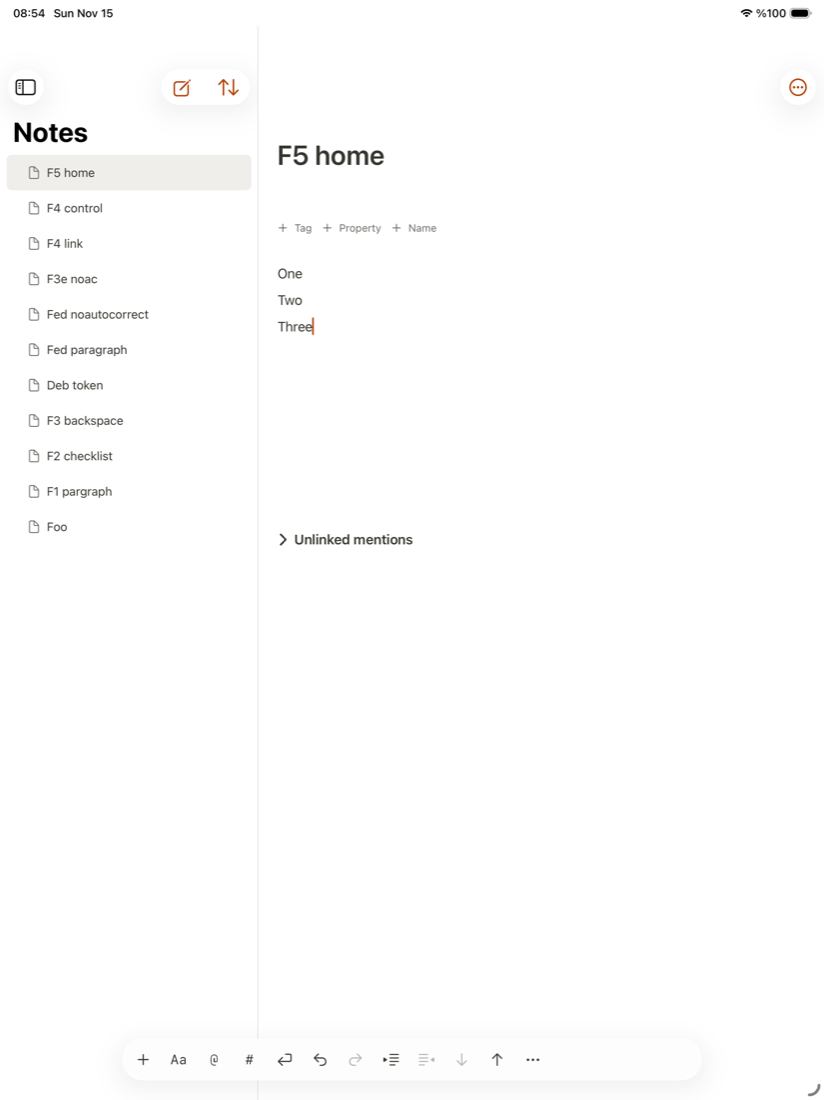 08:54 Sun Nov 15
%100
Notes
F5 home
F4 control
F4 link
F3e noac
Fed noautocorrect
Fed paragraph
Deb token
F3 backspace
F2 checklist
F1 pargraph
Foo
F5 home
+ Tag + Property + Name
One
Two
Three
Unlinked mentions
+ Aa @ #